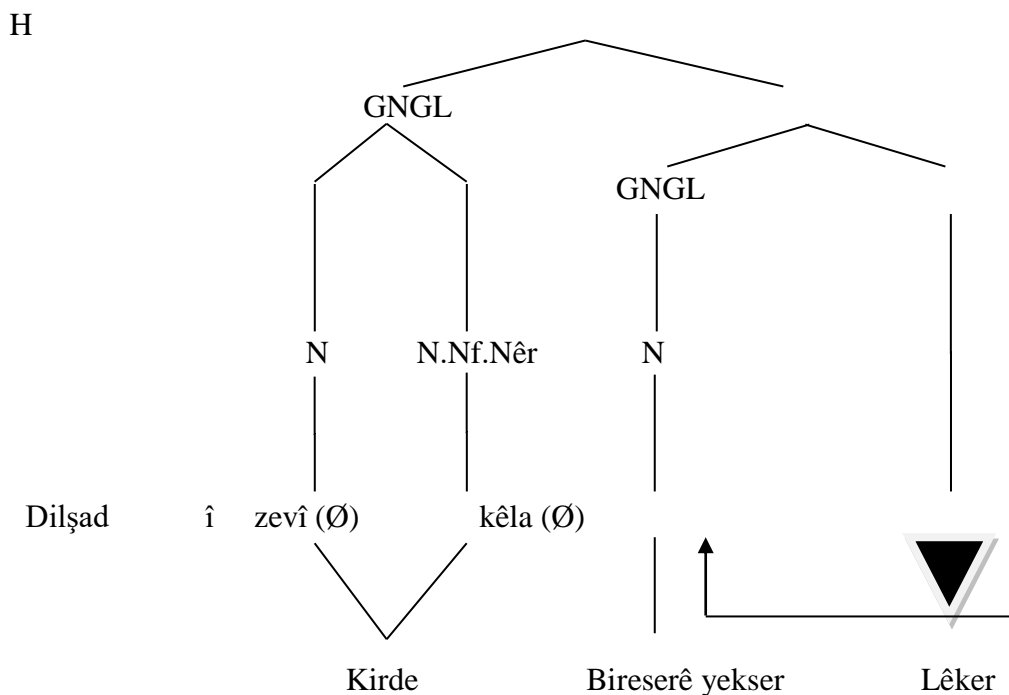 H
GNGL
GNGL
N N.Nf.Nêr N
Dilşad î zevî (Ø) kêla (Ø)
Kirde Bireserê yekser Lêker